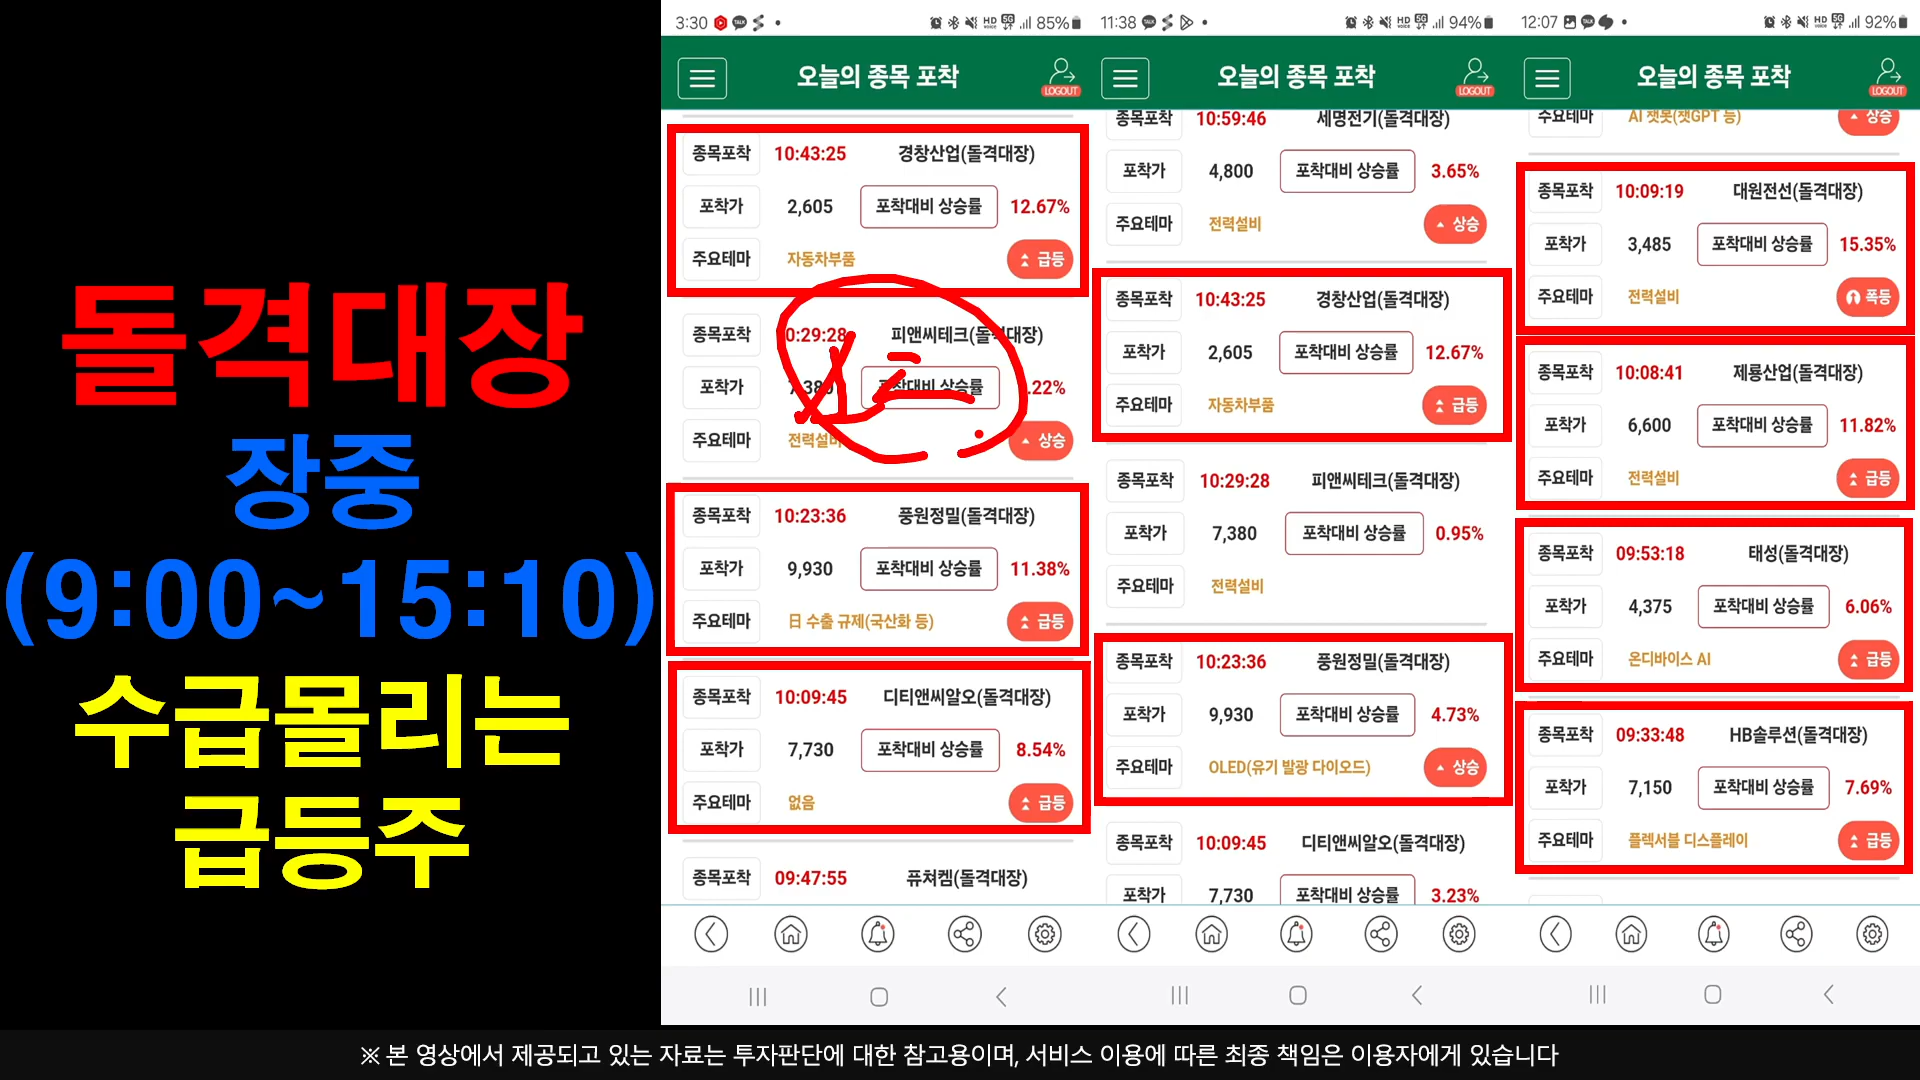 돌격대장
장중
(9:00~15:10)
수급몰리는
급등주
3:30 85%
오늘의 종목 포착
LOGOUT
종목포착 10:43:25 경창산업(돌격대장)
포착가 2,605 포착대비 상승률 12.67%
주요테마 자동차부품 급등
종목포착 0:29:28 피앤씨테크(돌격대장)
포착가 포착대비 상승률 .22%
주요테마 전력설비 상승
종목포착 10:23:36 풍원정밀(돌격대장)
포착가 9,930 포착대비 상승률 11.38%
주요테마 日 수출 규제(국산화 등) 급등
종목포착 10:09:45 디티앤씨알오(돌격대장)
포착가 7,730 포착대비 상승률 8.54%
주요테마 없음 급등
종목포착 09:47:55 퓨쳐켐(돌격대장)
11:38 94%
오늘의 종목 포착
LOGOUT
종목포착 10:59:46 세명전기(돌격대장)
포착가 4,800 포착대비 상승률 3.65%
주요테마 전력설비 상승
종목포착 10:43:25 경창산업(돌격대장)
포착가 2,605 포착대비 상승률 12.67%
주요테마 자동차부품 급등
종목포착 10:29:28 피앤씨테크(돌격대장)
포착가 7,380 포착대비 상승률 0.95%
주요테마 전력설비
종목포착 10:23:36 풍원정밀(돌격대장)
포착가 9,930 포착대비 상승률 4.73%
주요테마 OLED(유기 발광 다이오드) 상승
종목포착 10:09:45 디티앤씨알오(돌격대장)
포착가 7,730 포착대비 상승률 3.23%
12:07 92%
오늘의 종목 포착
LOGOUT
주요테마 AI 챗봇(챗GPT 등) 상승
종목포착 10:09:19 대원전선(돌격대장)
포착가 3,485 포착대비 상승률 15.35%
주요테마 전력설비 폭등
종목포착 10:08:41 제룡산업(돌격대장)
포착가 6,600 포착대비 상승률 11.82%
주요테마 전력설비 급등
종목포착 09:53:18 태성(돌격대장)
포착가 4,375 포착대비 상승률 6.06%
주요테마 온디바이스 AI 급등
종목포착 09:33:48 HB솔루션(돌격대장)
포착가 7,150 포착대비 상승률 7.69%
주요테마 플렉서블 디스플레이 급등
※ 본 영상에서 제공되고 있는 자료는 투자판단에 대한 참고용이며, 서비스 이용에 따른 최종 책임은 이용자에게 있습니다